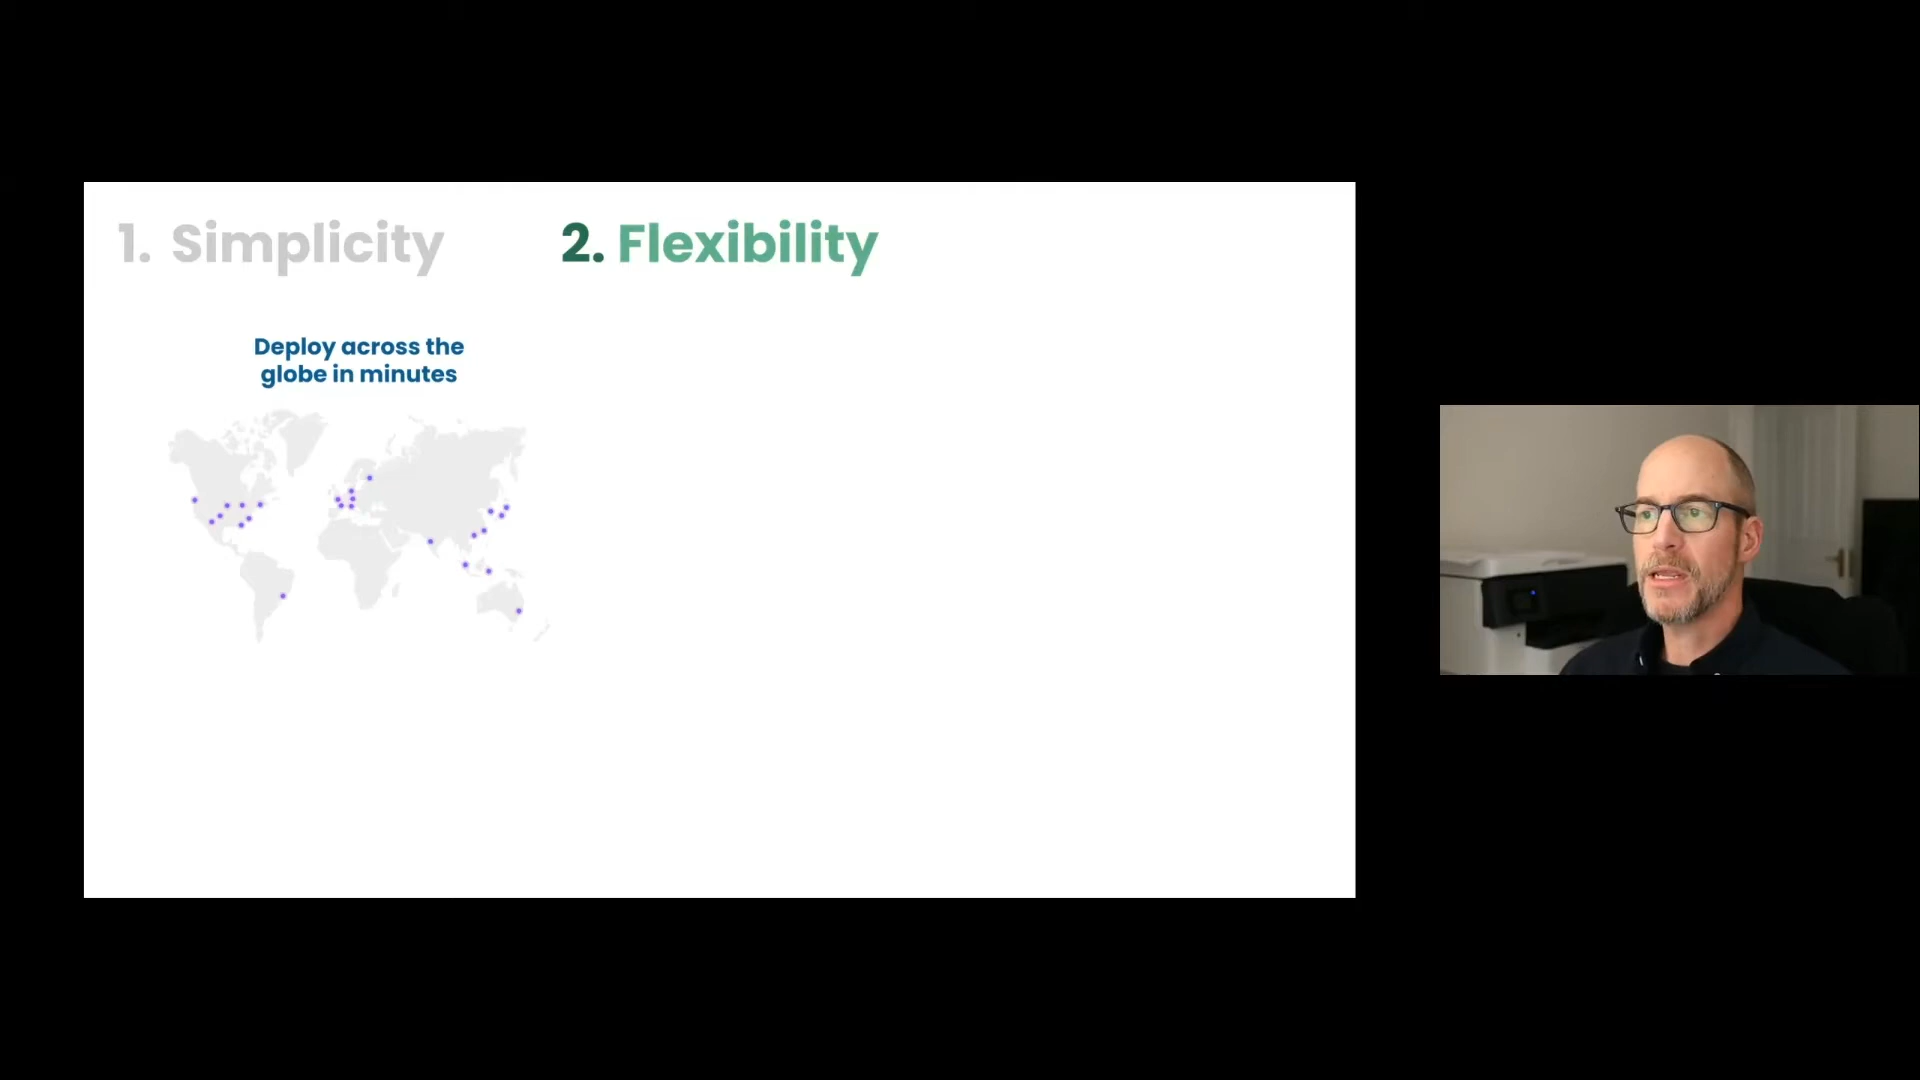 1. Simplicity
2. Flexibility
Deploy across the
globe in minutes